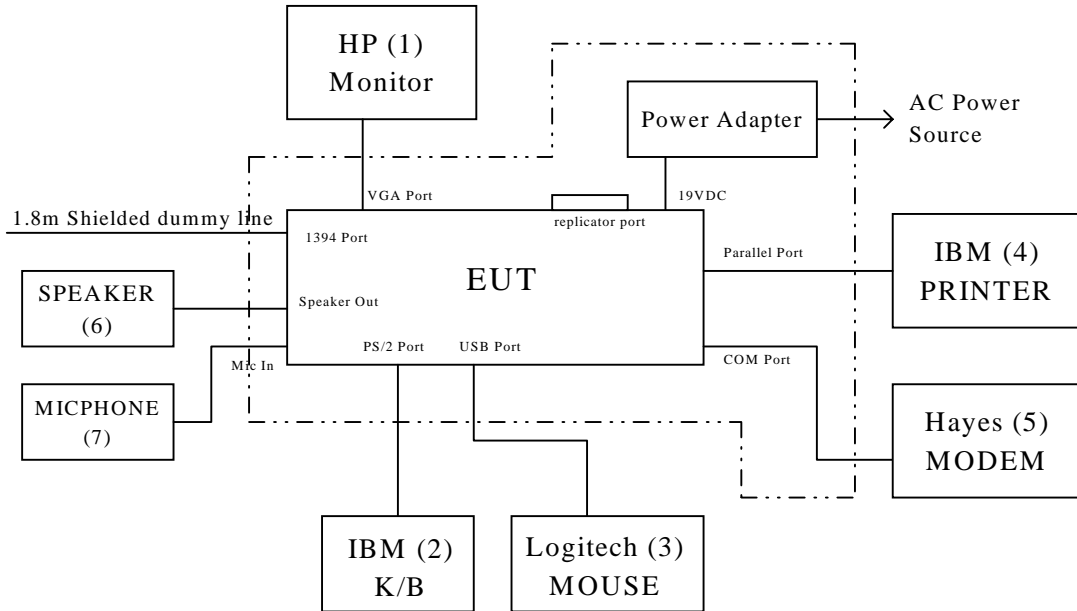 HP (1)
Monitor
Power Adapter
AC Power
Source
VGA Port
19VDC
1.8m Shielded dummy line
replicator port
1394 Port
Parallel Port
IBM (4)
PRINTER
EUT
SPEAKER
(6)
Speaker Out
PS/2 Port
USB Port
Mic In
COM Port
MICPHONE
(7)
Hayes (5)
MODEM
IBM (2)
K/B
Logitech (3)
MOUSE